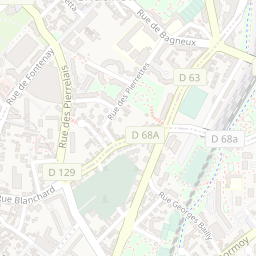 Rue de Bagneux
Rue de Fontenay
Rue des Pierrelais
Rue des Pierrettes
D 63
D 68A
D 68a
D 129
Rue Blanchard
Rue Georges Bailly